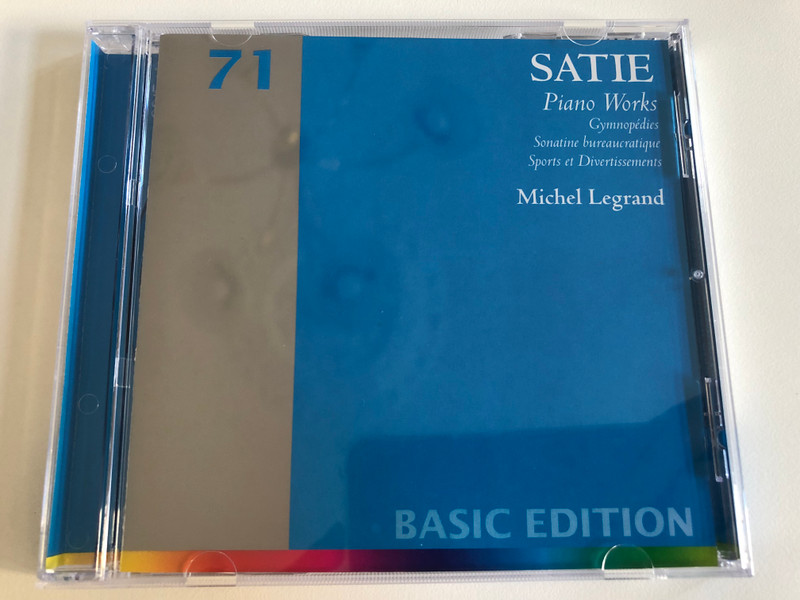 71
SATIE
Piano Works
Gymnopédies
Sonatine bureaucratique
Sports et Divertissements
Michel Legrand
BASIC EDITION